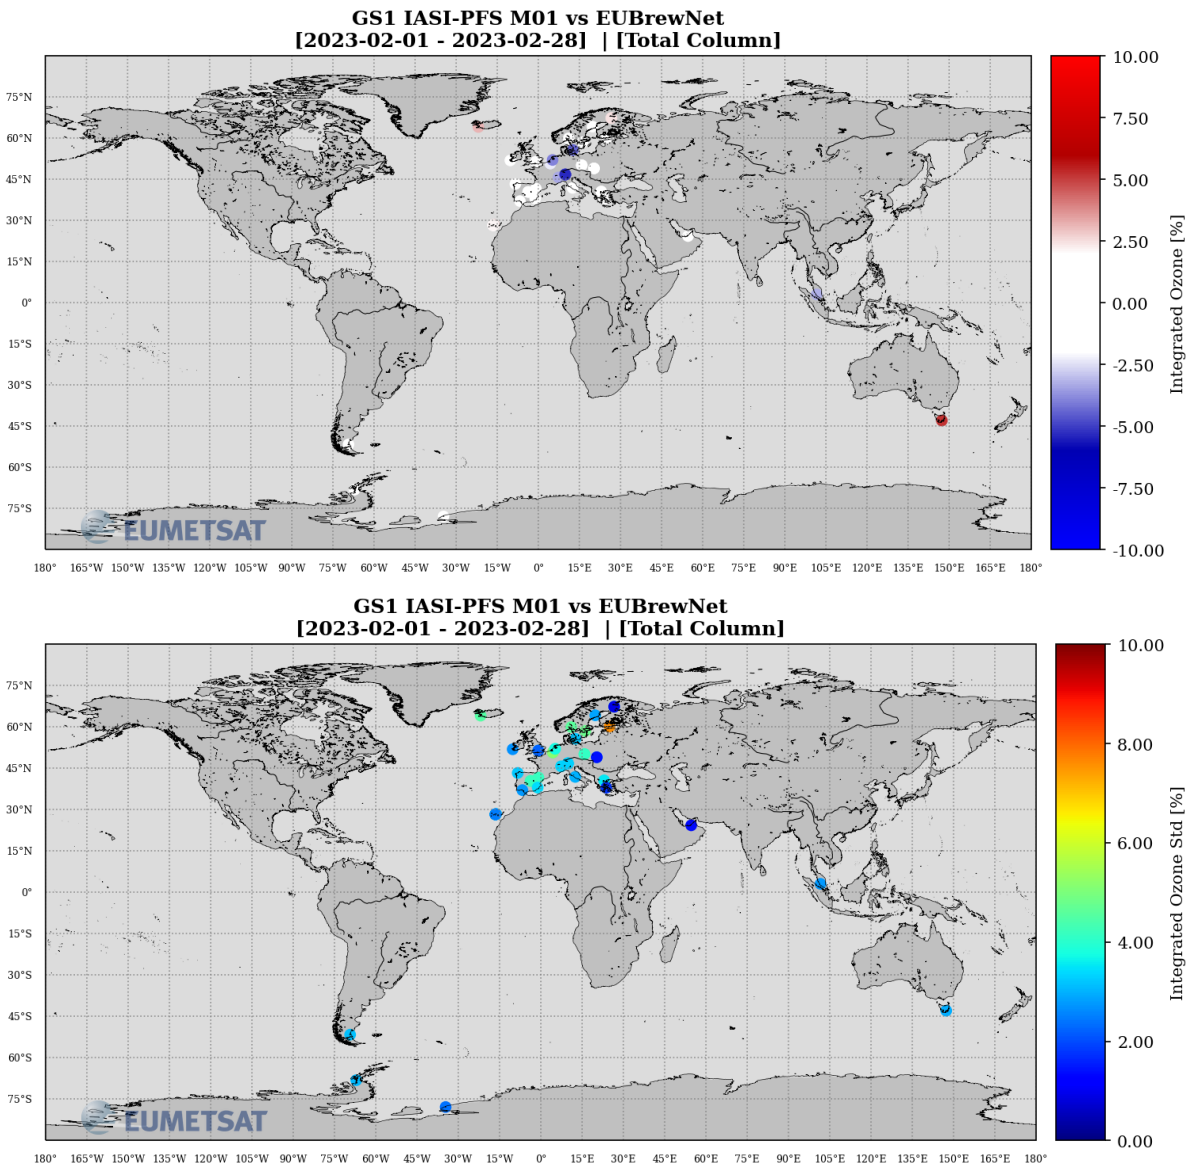 GS1 IASI-PFS M01 vs EUBrewNet
[2023-02-01 - 2023-02-28] | [Total Column]
75°N
60°N
45°N
30°N
15°N
0°
15°S
30°S
45°S
60°S
75°S
EUMETSAT
180° 165°W 150°W 135°W 120°W 105°W 90°W 75°W 60°W 45°W 30°W 15°W 0° 15°E 30°E 45°E 60°E 75°E 90°E 105°E 120°E 135°E 150°E 165°E 180°
10.00
7.50
5.00
2.50
0.00
-2.50
-5.00
-7.50
-10.00
Integrated Ozone [%]
GS1 IASI-PFS M01 vs EUBrewNet
[2023-02-01 - 2023-02-28] | [Total Column]
75°N
60°N
45°N
30°N
15°N
0°
15°S
30°S
45°S
60°S
75°S
EUMETSAT
180° 165°W 150°W 135°W 120°W 105°W 90°W 75°W 60°W 45°W 30°W 15°W 0° 15°E 30°E 45°E 60°E 75°E 90°E 105°E 120°E 135°E 150°E 165°E 180°
10.00
8.00
6.00
4.00
2.00
0.00
Integrated Ozone Std [%]